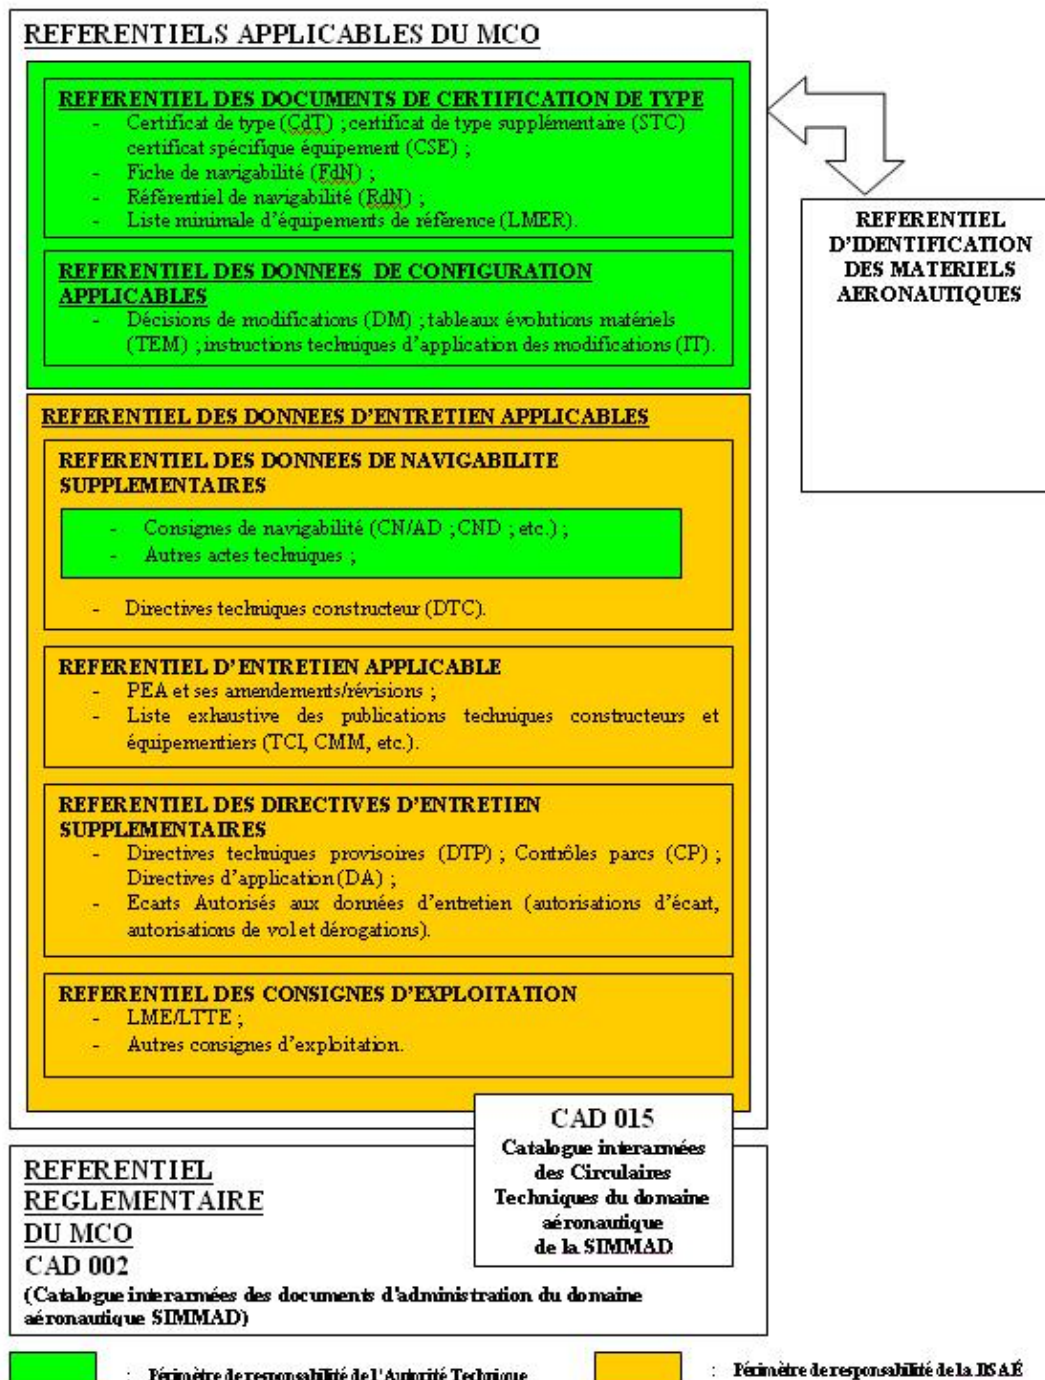 REFERENTIELS APPLICABLES DU MCO
REFERENTIEL DES DOCUMENTS DE CERTIFICATION DE TYPE
- Certificat de type (CdT) ; certificat de type supplémentaire (STC)
certificat spécifique équipement (CSE) ;
- Fiche de navigabilité (FdN) ;
- Référentiel de navigabilité (RdN) ;
- Liste minimale d'équipements de référence (LMER).
REFERENTIEL DES DONNEES DE CONFIGURATION
APPLICABLES
- Décisions de modifications (DM) ; tableaux évolutions matériels
(TEM) ; instructions techniques d'application des modifications (IT).
REFERENTIEL
D'IDENTIFICATION
DES MATERIELS
AERONAUTIQUES
REFERENTIEL DES DONNEES D'ENTRETIEN APPLICABLES
REFERENTIEL DES DONNEES DE NAVIGABILITE
SUPPLEMENTAIRES
- Consignes de navigabilité (CN/AD ; CND ; etc.) ;
- Autres actes techniques ;
- Directives techniques constructeur (DTC).
REFERENTIEL D'ENTRETIEN APPLICABLE
- PEA et ses amendements/révisions ;
- Liste exhaustive des publications techniques constructeurs et
équipementiers (TCI, CMM, etc.).
REFERENTIEL DES DIRECTIVES D'ENTRETIEN
SUPPLEMENTAIRES
- Directives techniques provisoires (DTP) ; Contrôles parcs (CP) ;
Directives d'application (DA) ;
- Ecarts Autorisés aux données d'entretien (autorisations d'écart,
autorisations de vol et dérogations).
REFERENTIEL DES CONSIGNES D'EXPLOITATION
- LME/LTTE ;
- Autres consignes d'exploitation.
CAD 015
Catalogue interarmées
des Circulaires
Techniques du domaine
aéronautique
de la SIMMAD
REFERENTIEL
REGLEMENTAIRE
DU MCO
CAD 002
(Catalogue interarmées des documents d'administration du domaine
aéronautique SIMMAD)
: Périmètre de responsabilité de l'Autorité Technique
: Périmètre de responsabilité de la DSAÉ